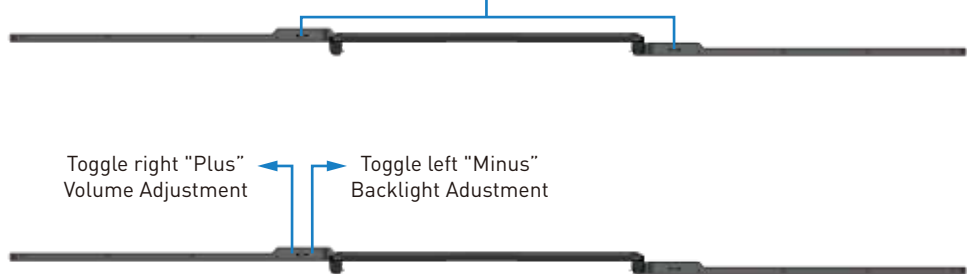 Toggle right "Plus”
Volume Adjustment
Toggle left "Minus”
Backlight Adustment